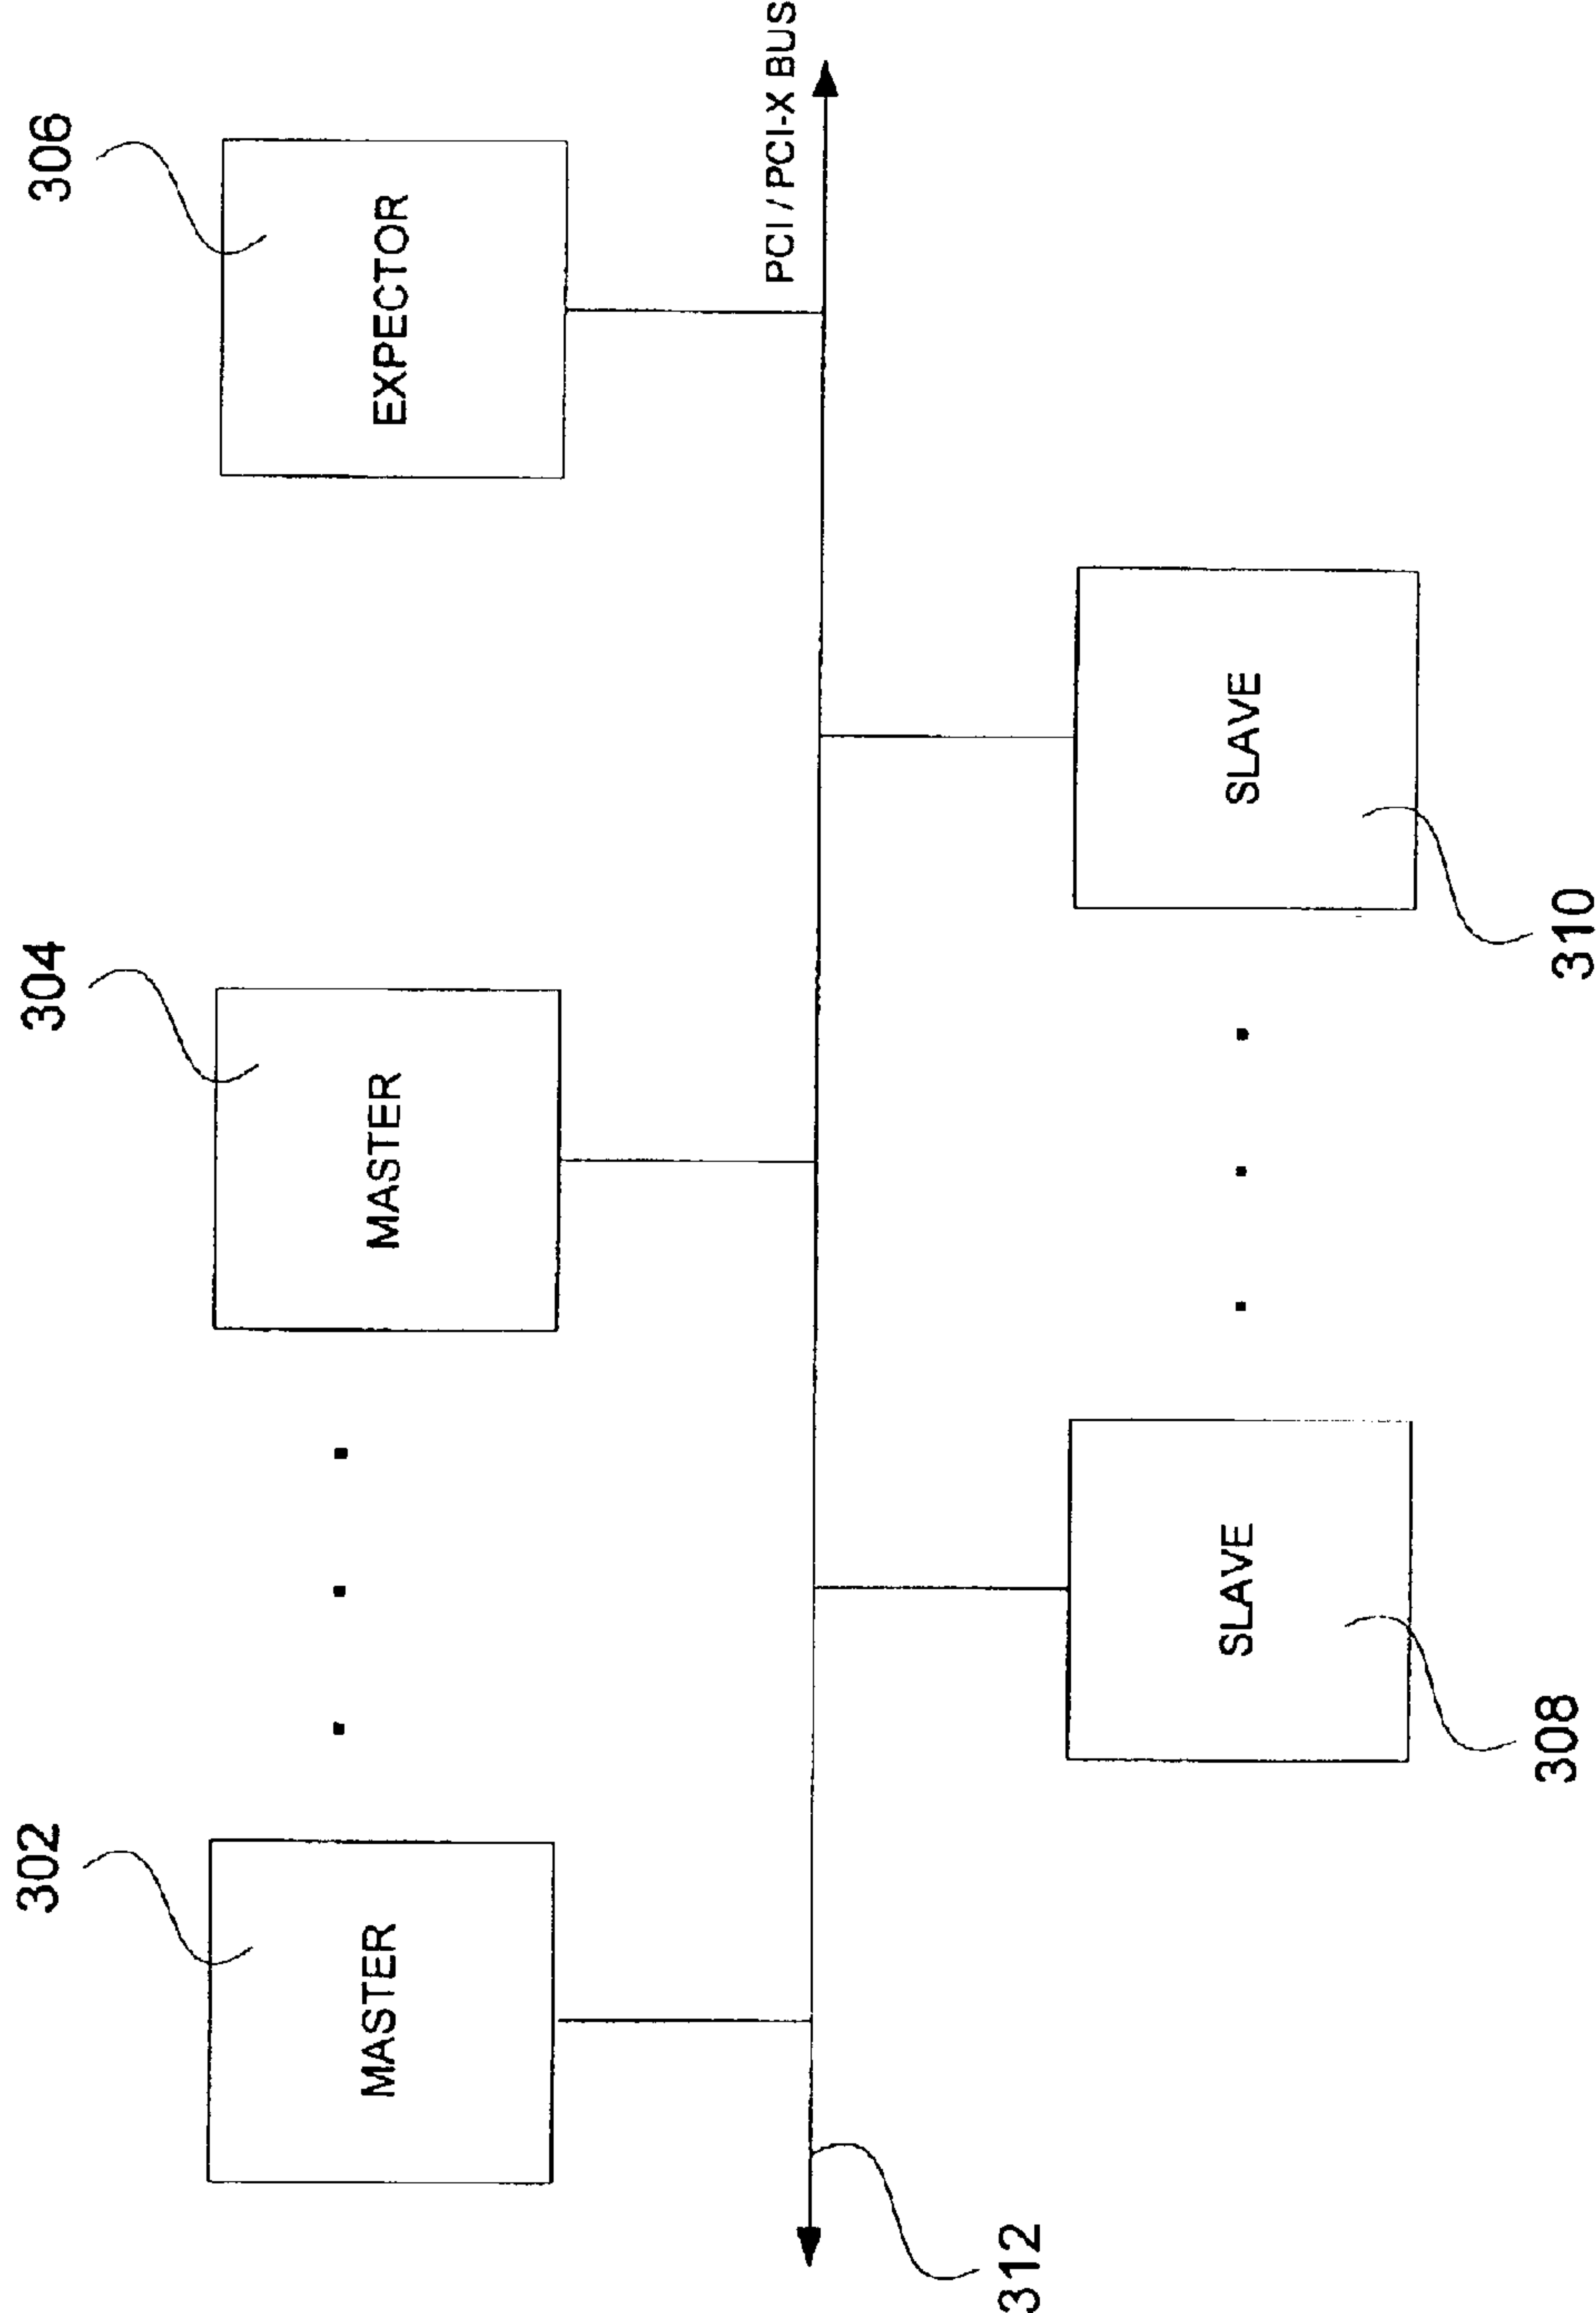 302
304
306
MASTER
MASTER
EXPECTOR
PCI / PCI-X BUS
312
SLAVE
SLAVE
308
310